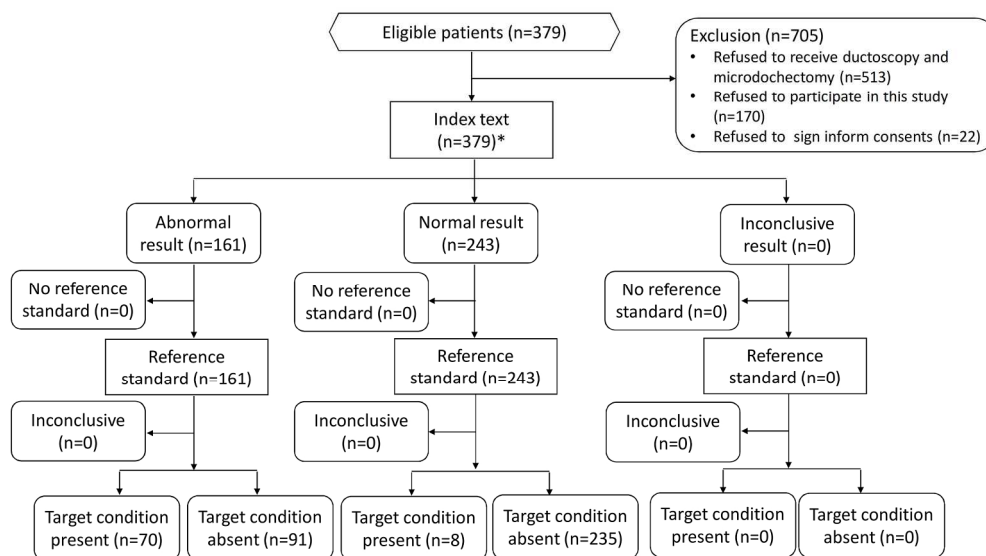 Eligible patients (n=379)
Exclusion (n=705)
• Refused to receive ductoscopy and
microdochectomy (n=513)
• Refused to participate in this study
(n=170)
• Refused to sign inform consents (n=22)
Index text
(n=379)*
Abnormal
result (n=161)
Normal result
(n=243)
Inconclusive
result (n=0)
No reference
standard (n=0)
No reference
standard (n=0)
No reference
standard (n=0)
Reference
standard (n=161)
Reference
standard (n=243)
Reference
standard (n=0)
Inconclusive
(n=0)
Inconclusive
(n=0)
Inconclusive
(n=0)
Target condition
present (n=70)
Target condition
absent (n=91)
Target condition
present (n=8)
Target condition
absent (n=235)
Target condition
present (n=0)
Target condition
absent (n=0)